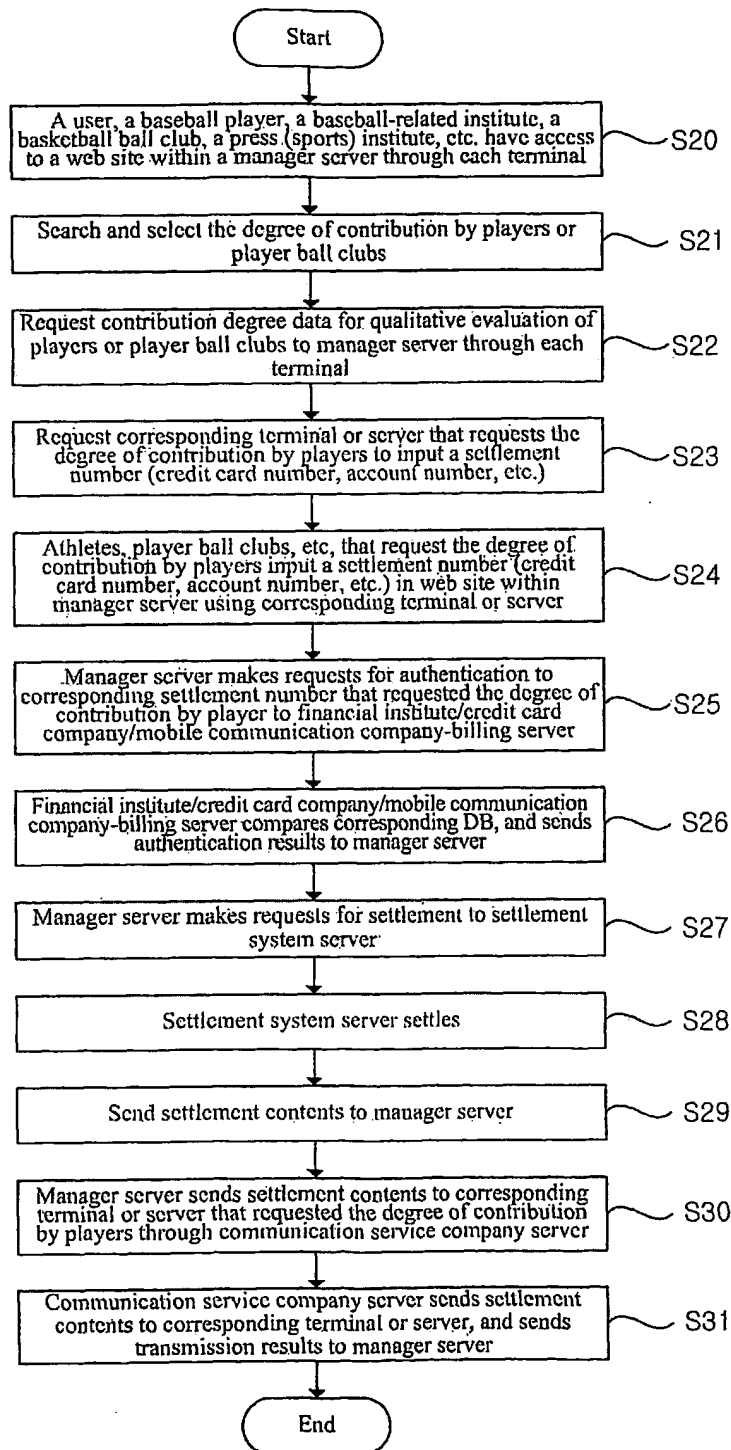 Start
A user, a baseball player, a baseball-related institute, a
basketball ball club, a press (sports) institute, etc. have access
to a web site within a manager server through each terminal
S20
Search and select the degree of contribution by players or
player ball clubs
S21
Request contribution degree data for qualitative evaluation of
players or player ball clubs to manager server through each
terminal
S22
Request corresponding terminal or server that requests the
degree of contribution by players to input a settlement
number (credit card number, account number, etc.)
S23
Athletes, player ball clubs, etc, that request the degree of
contribution by players input a settlement number (credit
card number, account number, etc.) in web site within
manager server using corresponding terminal or server
S24
Manager server makes requests for authentication to
corresponding settlement number that requested the degree of
contribution by player to financial institute/credit card
company/mobile communication company-billing server
S25
Financial institute/credit card company/mobile communication
company-billing server compares corresponding DB, and sends
authentication results to manager server
S26
Manager server makes requests for settlement to settlement
system server
S27
Settlement system server settles
S28
Send settlement contents to manager server
S29
Manager server sends settlement contents to corresponding
terminal or server that requested the degree of contribution
by players through communication service company server
S30
Communication service company server sends settlement
contents to corresponding terminal or server, and sends
transmission results to manager server
S31
End